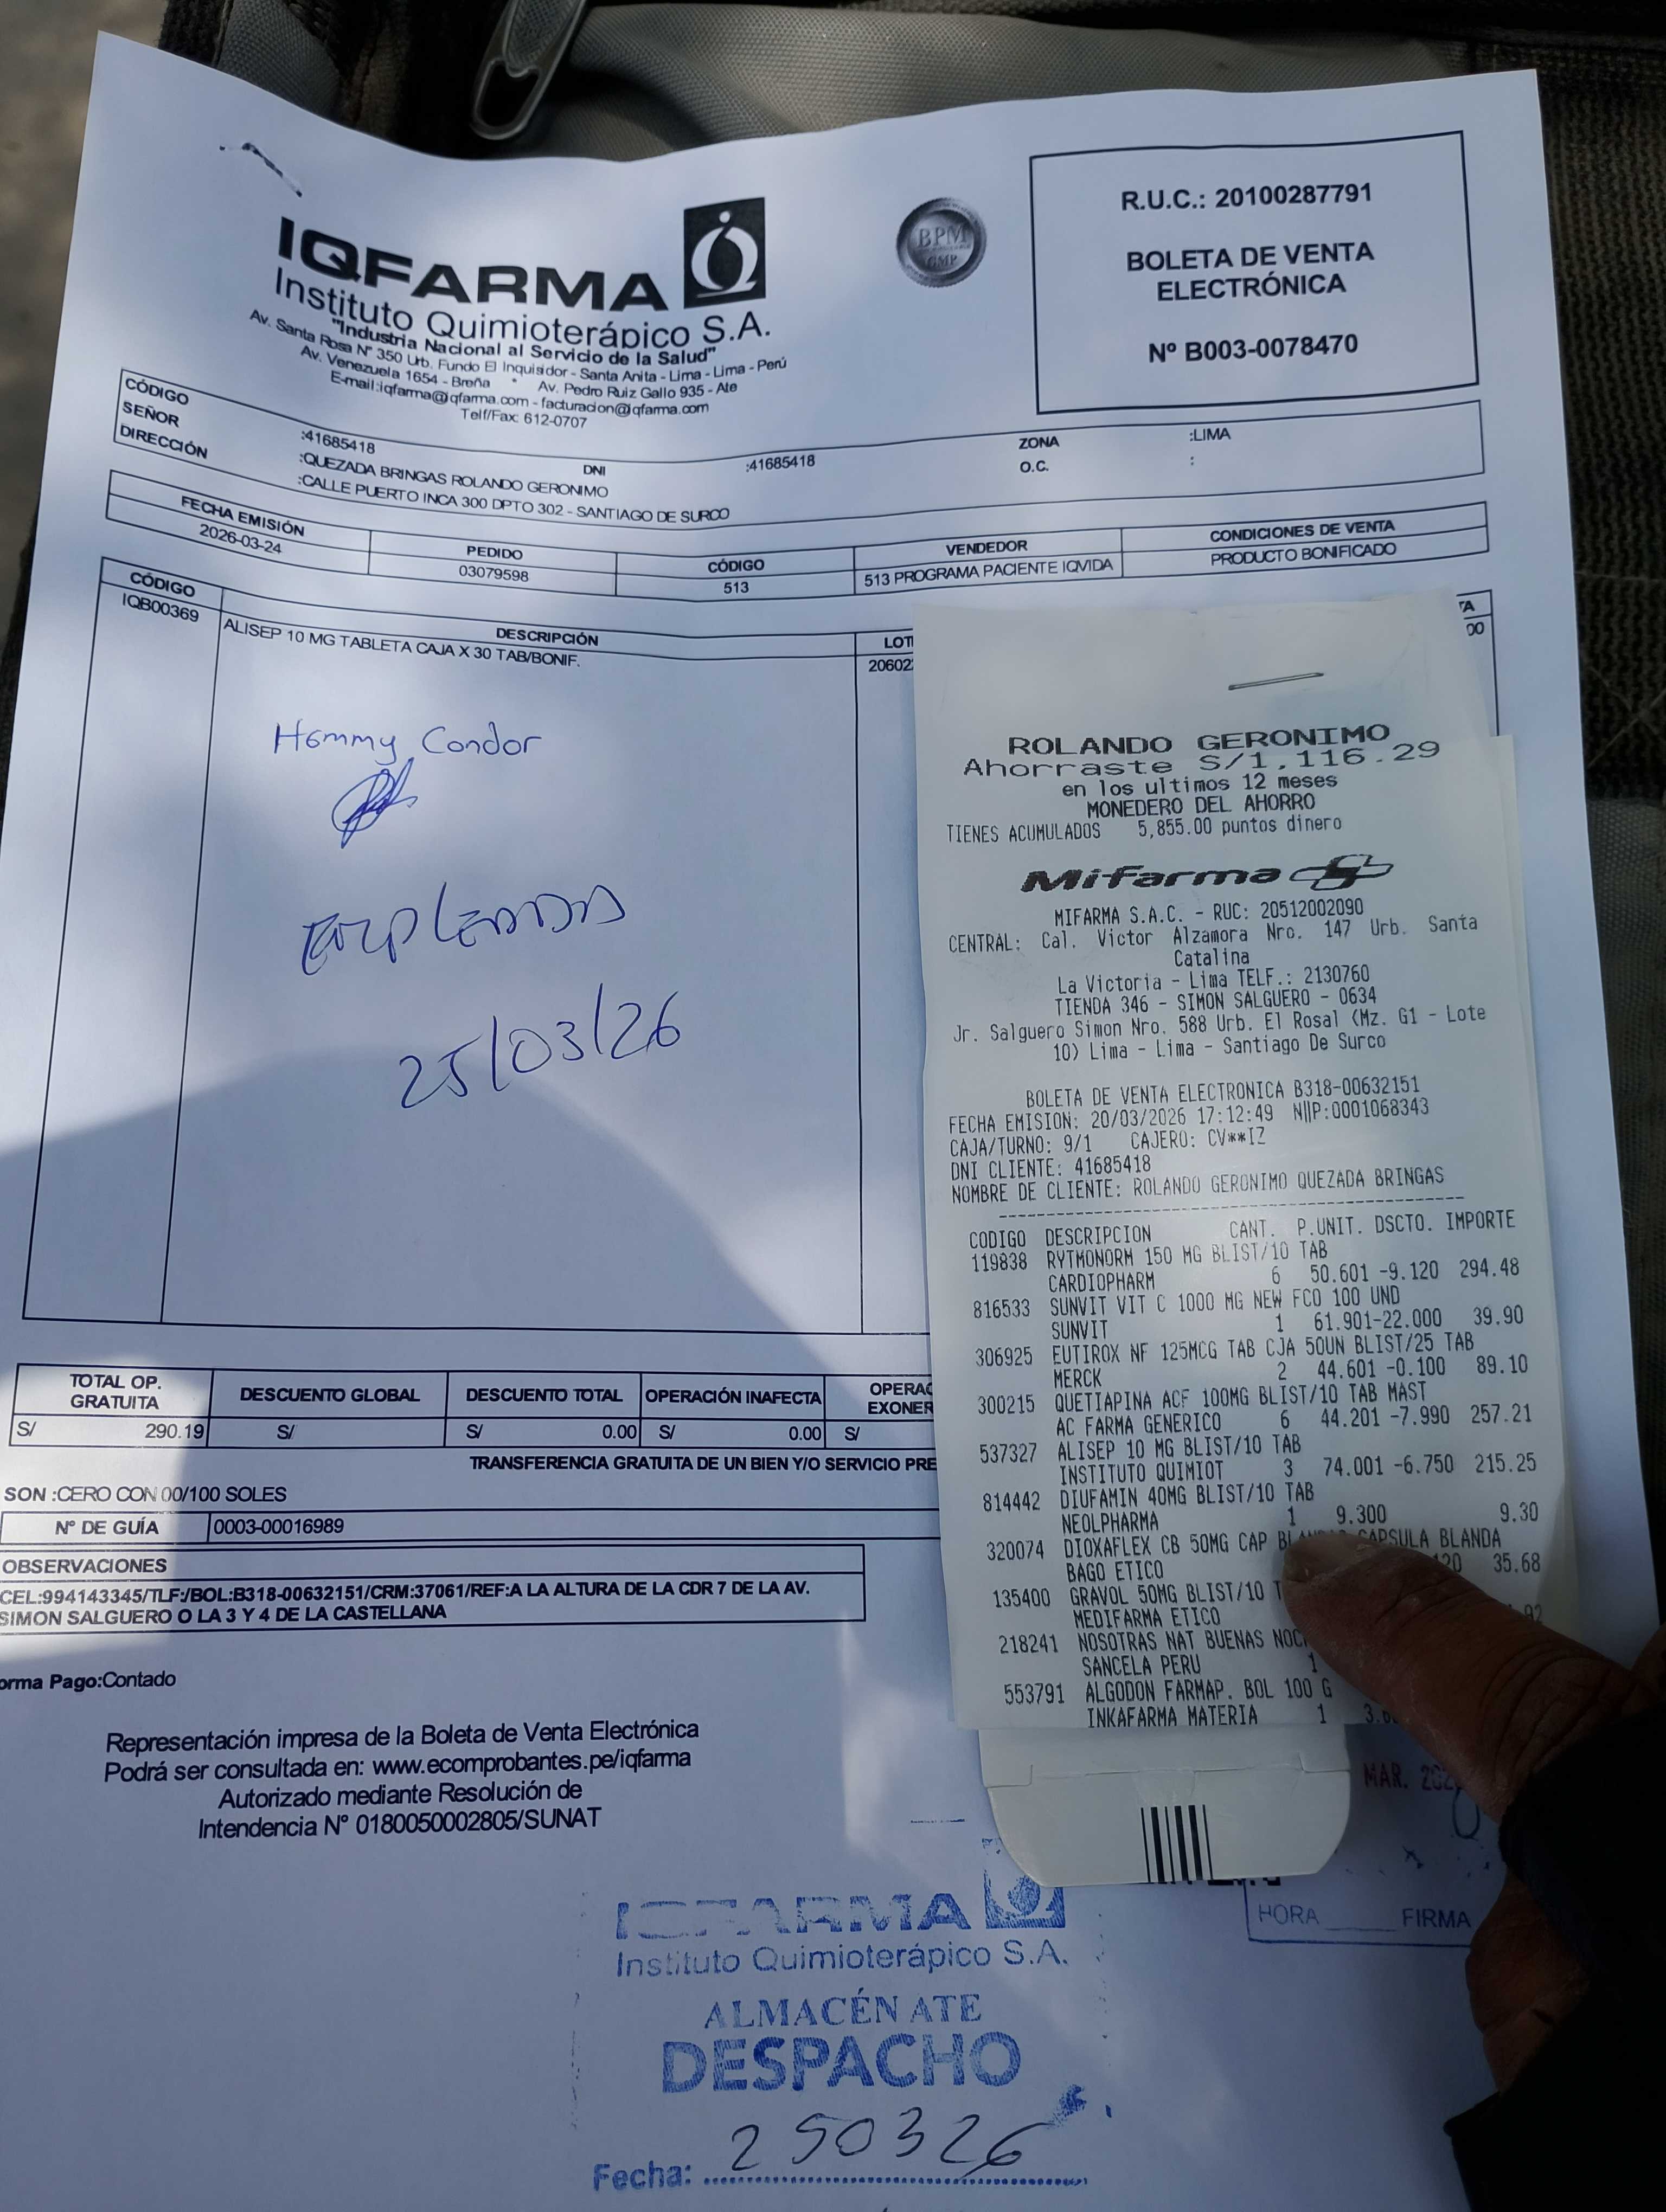 IQFARMA
Instituto Quimioterápico S.A.
"Industria Nacional al Servicio de la Salud"
Av. Santa Rosa N° 350 Urb. Fundo El Inquisidor - Santa Anita - Lima - Lima - Perú
Av. Venezuela 1654 - Breña * Av. Pedro Ruiz Gallo 935 - Ate
E-mail:iqfarma@iqfarma.com - facturacion@iqfarma.com
Telf/Fax: 612-0707
BPM
GMP
R.U.C.: 20100287791
BOLETA DE VENTA
ELECTRÓNICA
N° B003-0078470
CÓDIGO :41685418 DNI :41685418 ZONA :LIMA
SEÑOR :QUEZADA BRINGAS ROLANDO GERONIMO O.C. :
DIRECCIÓN :CALLE PUERTO INCA 300 DPTO 302 - SANTIAGO DE SURCO
FECHA EMISIÓN PEDIDO CÓDIGO VENDEDOR CONDICIONES DE VENTA
2026-03-24 03079598 513 513 PROGRAMA PACIENTE IQVIDA PRODUCTO BONIFICADO
CÓDIGO DESCRIPCIÓN
IQB00369 ALISEP 10 MG TABLETA CAJA X 30 TAB/BONIF.
Condor
25/03/26
TOTAL OP. GRATUITA DESCUENTO GLOBAL DESCUENTO TOTAL OPERACIÓN INAFECTA
S/ 290.19 S/ S/ 0.00 S/ 0.00 S/
TRANSFERENCIA GRATUITA DE UN BIEN Y/O SERVICIO
SON :CERO CON 00/100 SOLES
N° DE GUÍA 0003-00016989
OBSERVACIONES
CEL:994143345/TLF:/BOL:B318-00632151/CRM:37061/REF:A LA ALTURA DE LA CDR 7 DE LA AV.
SIMON SALGUERO O LA 3 Y 4 DE LA CASTELLANA
Pago:Contado
Representación impresa de la Boleta de Venta Electrónica
Podrá ser consultada en: www.ecomprobantes.pe/iqfarma
Autorizado mediante Resolución de
Intendencia N° 0180050002805/SUNAT
ROLANDO GERONIMO
Ahorraste S/1,116.29
en los ultimos 12 meses
MONEDERO DEL AHORRO
TIENES ACUMULADOS 5,855.00 puntos dinero
Mifarma
MIFARMA S.A.C. - RUC: 20512002090
CENTRAL: Cal. Victor Alzamora Nro. 147 Urb. Santa
Catalina
La Victoria - Lima TELF.: 2130760
TIENDA 346 - SIMON SALGUERO - 0634
Jr. Salguero Simon Nro. 588 Urb. El Rosal (Mz. G1 - Lote
10) Lima - Lima - Santiago De Surco
BOLETA DE VENTA ELECTRONICA B318-00632151
FECHA EMISION: 20/03/2026 17:12:49
CAJA/TURNO: 9/1 CAJERO: CV**IZ
DNI CLIENTE: 41685418
NOMBRE DE CLIENTE: ROLANDO GERONIMO QUEZADA BRINGAS
CODIGO DESCRIPCION CANT. P.UNIT. DSCTO. IMPORTE
119838 RYTMONORM 150 MG BLIST/10 TAB
CARDIOPHARM 6 50.601 -9.120 294.48
816533 SUNVIT VIT C 1000 MG NEW FCO 100 UND
SUNVIT 1 61.901-22.000 39.90
306925 EUTIROX NF 125MCG TAB CJA 50UN BLIST/25 TAB
MERCK 2 44.601 -0.100 89.10
300215 QUETIAPINA ACF 100MG BLIST/10 TAB MAST
AC FARMA GENERICO 6 44.201 -7.990 257.21
537327 ALISEP 10 MG BLIST/10 TAB
INSTITUTO QUIMIOT 3 74.001 -6.750 215.25
814442 DIUFAMIN 40MG BLIST/10 TAB
NEOLPHARMA 1 9.300 9.30
320074 DIOXAFLEX CB 50MG CAP CAPSULA BLANDA
BAGO ETICO 35.68
135400 GRAVOL 50MG BLIST/10
MEDIFARMA ETICO
218241 NOSOTRAS NAT BUENAS
SANCELA PERU 1
553791 ALGODON FARMAP. BOL 100 G
INKAFARMA MATERIA 1
MAR.
HORA FIRMA
IQFARMA
Instituto Quimioterápico S.A.
ALMACÉN ATE
DESPACHO
Fecha: 250326